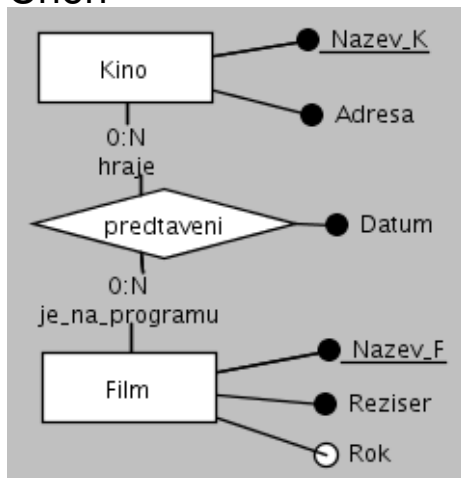 Kino
Nazev_K
Adresa
0:N
hraje
predtaveni
Datum
0:N
je_na_programu
Film
Nazev_F
Reziser
Rok